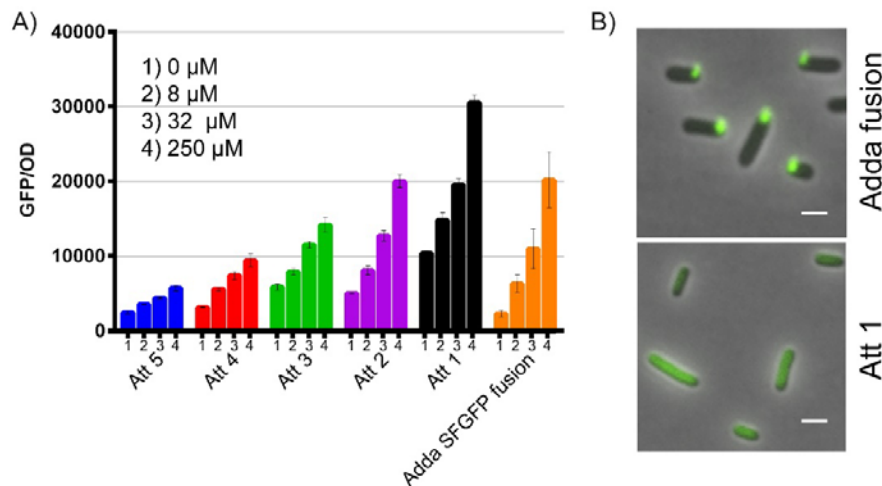 A)
40000
30000
20000
10000
0
GFP/OD
1) 0 µM
2) 8 µM
3) 32 µM
4) 250 µM
1 2 3 4 1 2 3 4 1 2 3 4 1 2 3 4 1 2 3 4 1 2 3 4
Att 5
Att 4
Att 3
Att 2
Att 1
Adda SFGFP fusion
B)
Adda fusion
Att 1